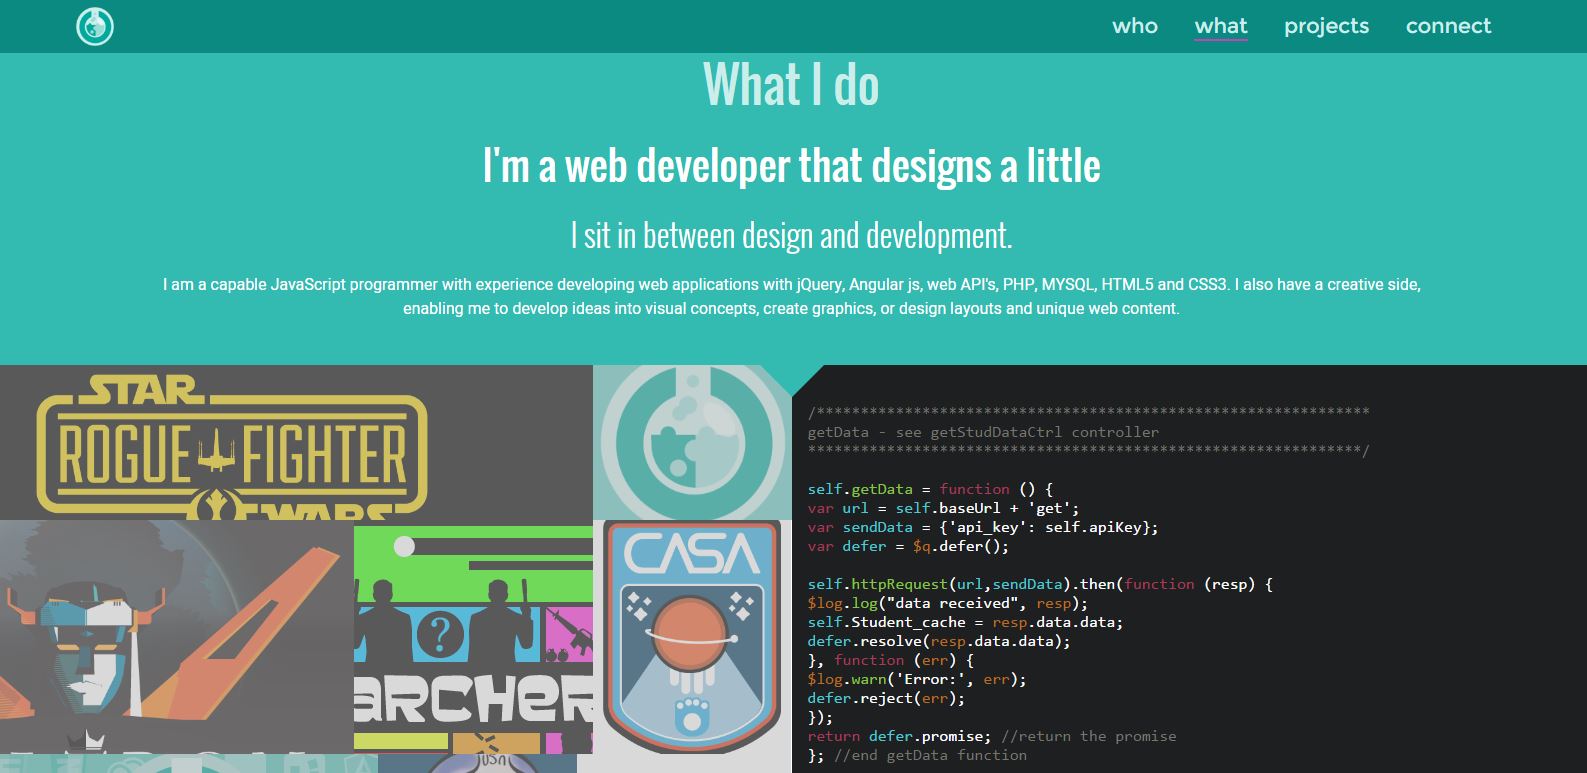 who what projects connect
What I do
I'm a web developer that designs a little
I sit in between design and development.
I am a capable JavaScript programmer with experience developing web applications with jQuery, Angular js, web API's, PHP, MYSQL, HTML5 and CSS3. I also have a creative side,
enabling me to develop ideas into visual concepts, create graphics, or design layouts and unique web content.
STAR
ROGUE FIGHTER
WARS
?
ARCHER
CASA
/***************************************************************
getData - see getStudDataCtrl controller
***************************************************************/
self.getData = function () {
var url = self.baseUrl + 'get';
var sendData = {'api_key': self.apiKey};
var defer = $q.defer();
self.httpRequest(url,sendData).then(function (resp) {
$log.log("data received", resp);
self.Student_cache = resp.data.data;
defer.resolve(resp.data.data);
}, function (err) {
$log.warn('Error:', err);
defer.reject(err);
});
return defer.promise; //return the promise
}; //end getData function